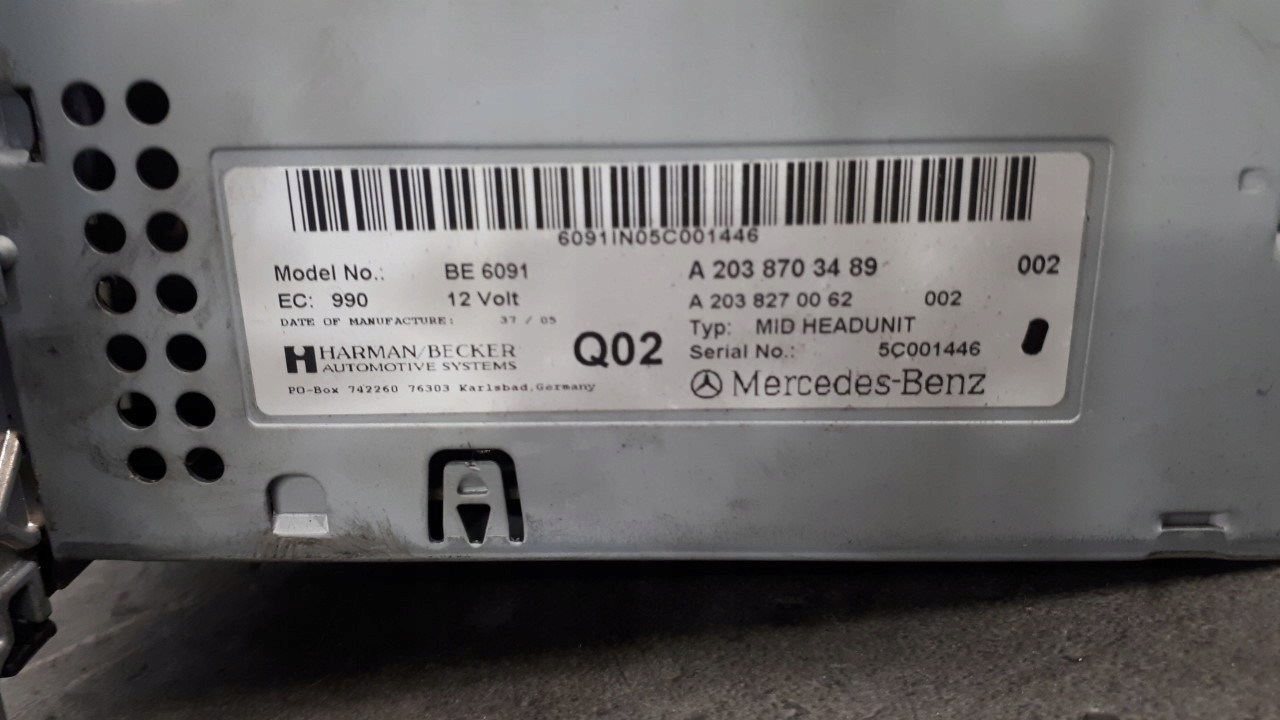 6091IN05C001446
Model No.: BE 6091 A 203 870 34 89 002
EC: 990 12 Volt A 203 827 00 62 002
DATE OF MANUFACTURE: 37 / 05 Typ: MID HEADUNIT
HARMAN/BECKER Q02 Serial No.: 5C001446
AUTOMOTIVE SYSTEMS
PO-Box 742260 76303 Karlsbad,Germany Mercedes-Benz